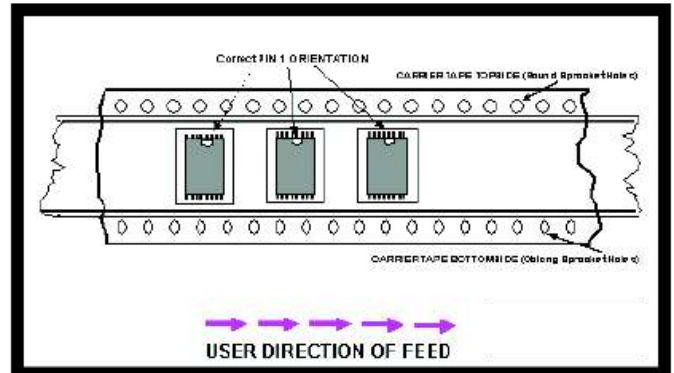 Correct PIN 1 ORIENTATION
CARRIER TAPE TOPSIDE (Round Sprocket Holes)
CARRIER TAPE BOTTOMSIDE (Oblong Sprocket Holes)
USER DIRECTION OF FEED